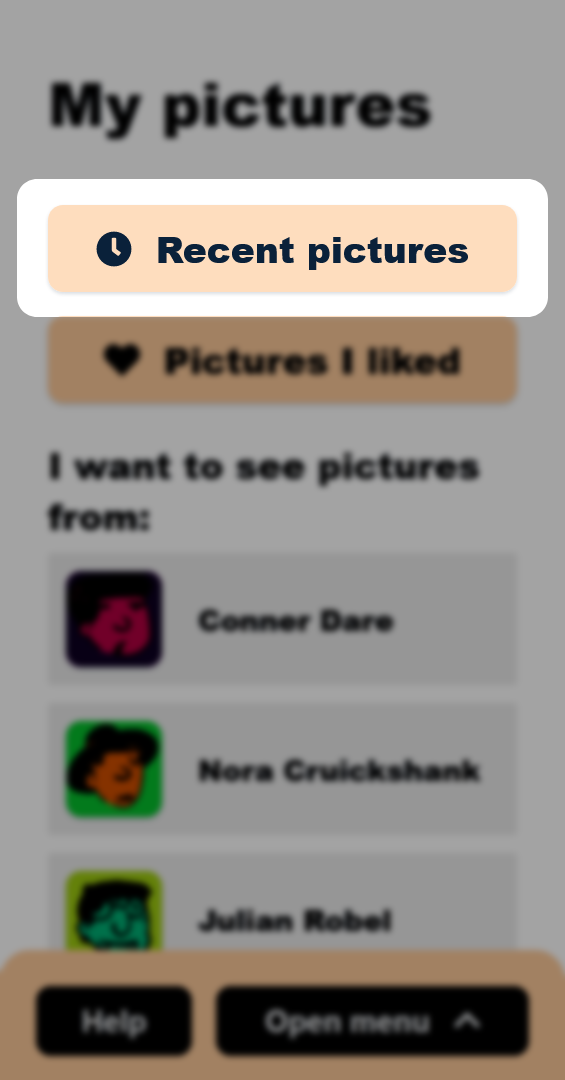 My pictures
Recent pictures
Pictures I liked
I want to see pictures
from:
Conner Dare
Nora Cruickshank
Julian Robel
Help
Open menu